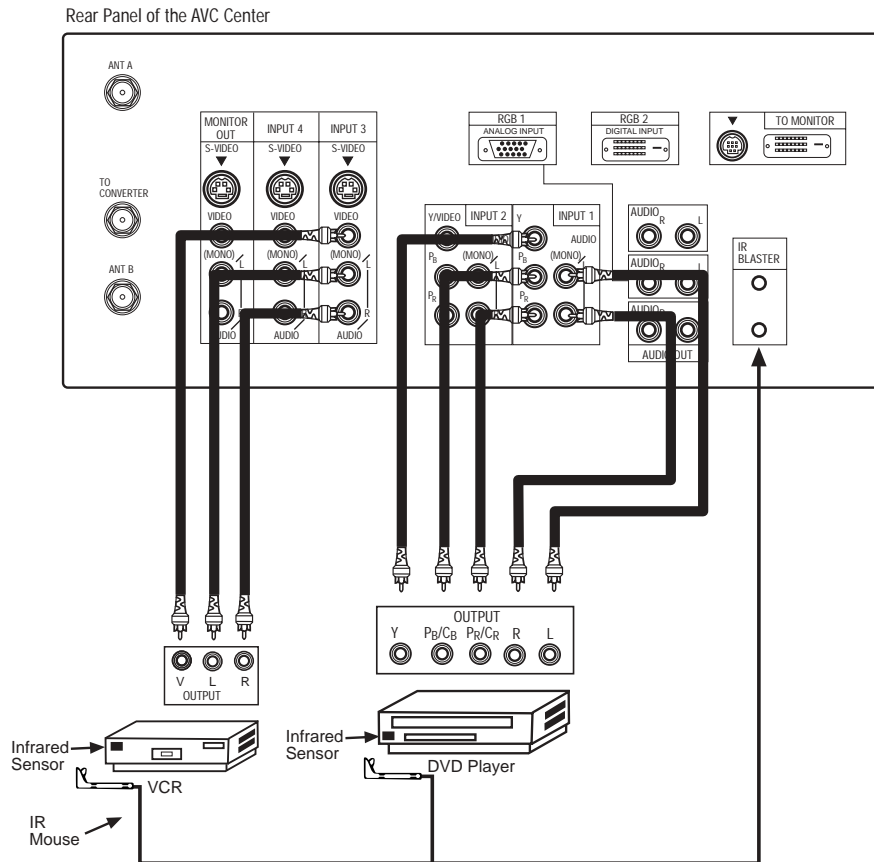 Rear Panel of the AVC Center
ANT A
TO
CONVERTER
ANT B
MONITOR
OUT
INPUT 4
INPUT 3
S-VIDEO
S-VIDEO
S-VIDEO
VIDEO
VIDEO
VIDEO
(MONO)
L
(MONO)
L
(MONO)
L
R
AUDIO
AUDIO
AUDIO
RGB 1
ANALOG INPUT
RGB 2
DIGITAL INPUT
TO MONITOR
Y/VIDEO
INPUT 2
Y
INPUT 1
AUDIO
PB
(MONO)
L
PB
(MONO)
L
PR
PR
AUDIO
R
L
AUDIO
R
L
AUDIO
AUDIO OUT
IR
BLASTER
V
L
R
OUTPUT
OUTPUT
Y
PB/CB
PR/CR
R
L
Infrared
Sensor
VCR
IR
Mouse
Infrared
Sensor
DVD Player